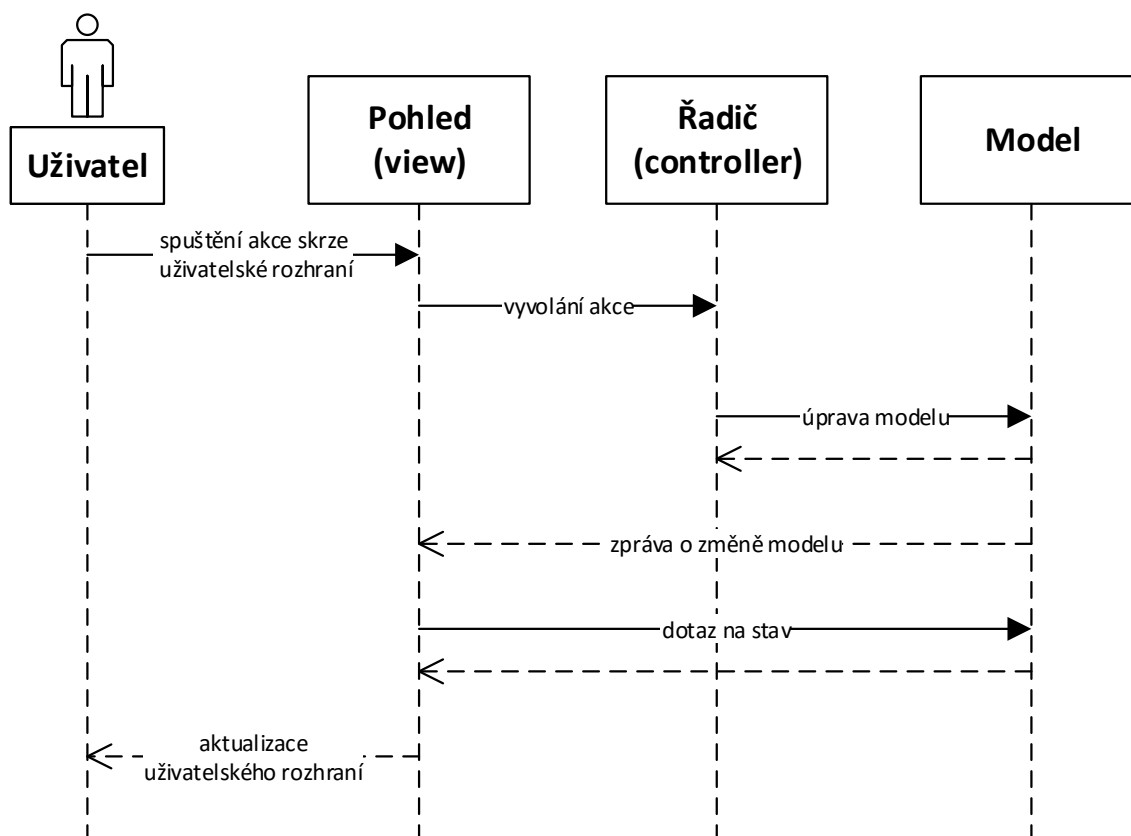 Uživatel
Pohled
(view)
Řadič
(controller)
Model
spuštění akce skrze
uživatelské rozhraní
vyvolání akce
úprava modelu
zpráva o změně modelu
dotaz na stav
aktualizace
uživatelského rozhraní